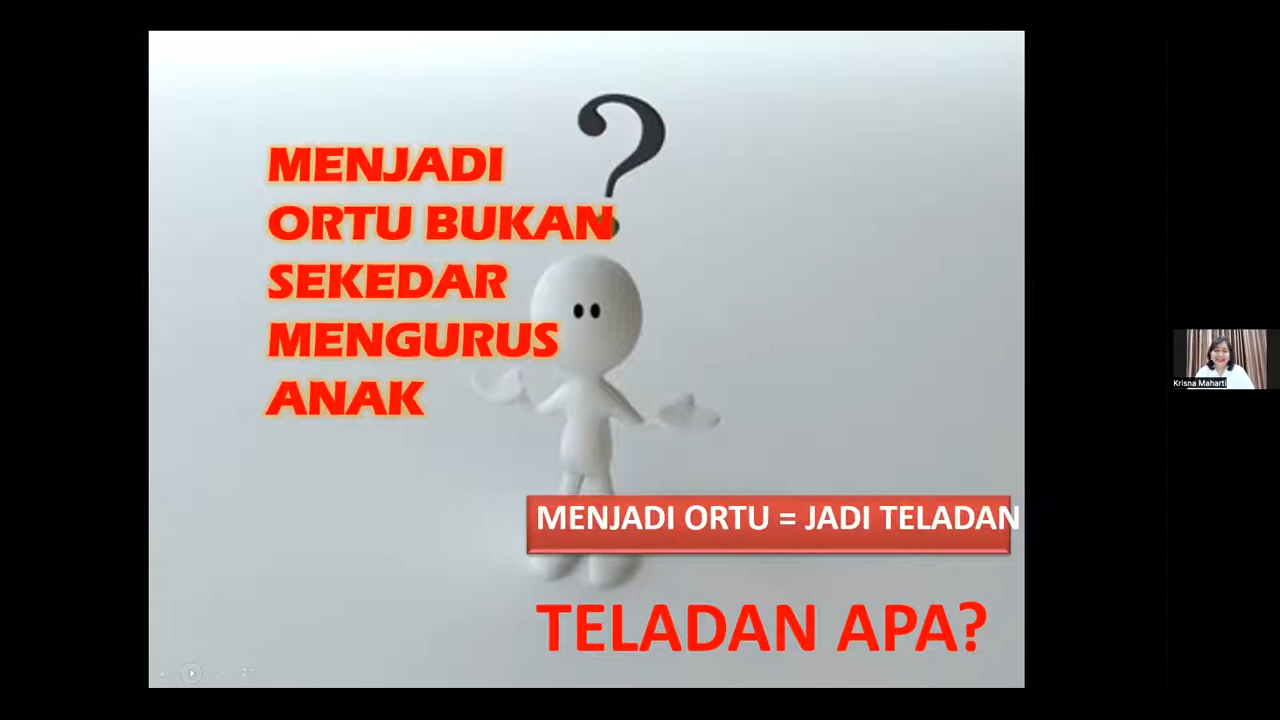 MENJADI
ORTU BUKAN
SEKEDAR
MENGURUS
ANAK
MENJADI ORTU = JADI TELADAN
TELADAN APA?
Krisna Maharti